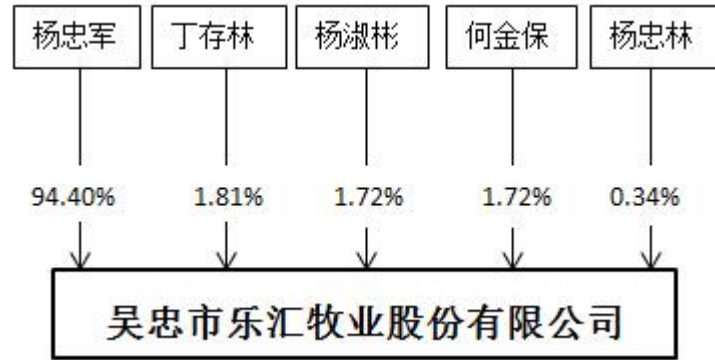 杨忠军 丁存林 杨淑彬 何金保 杨忠林
94.40% 1.81% 1.72% 1.72% 0.34%
吴忠市乐汇牧业股份有限公司